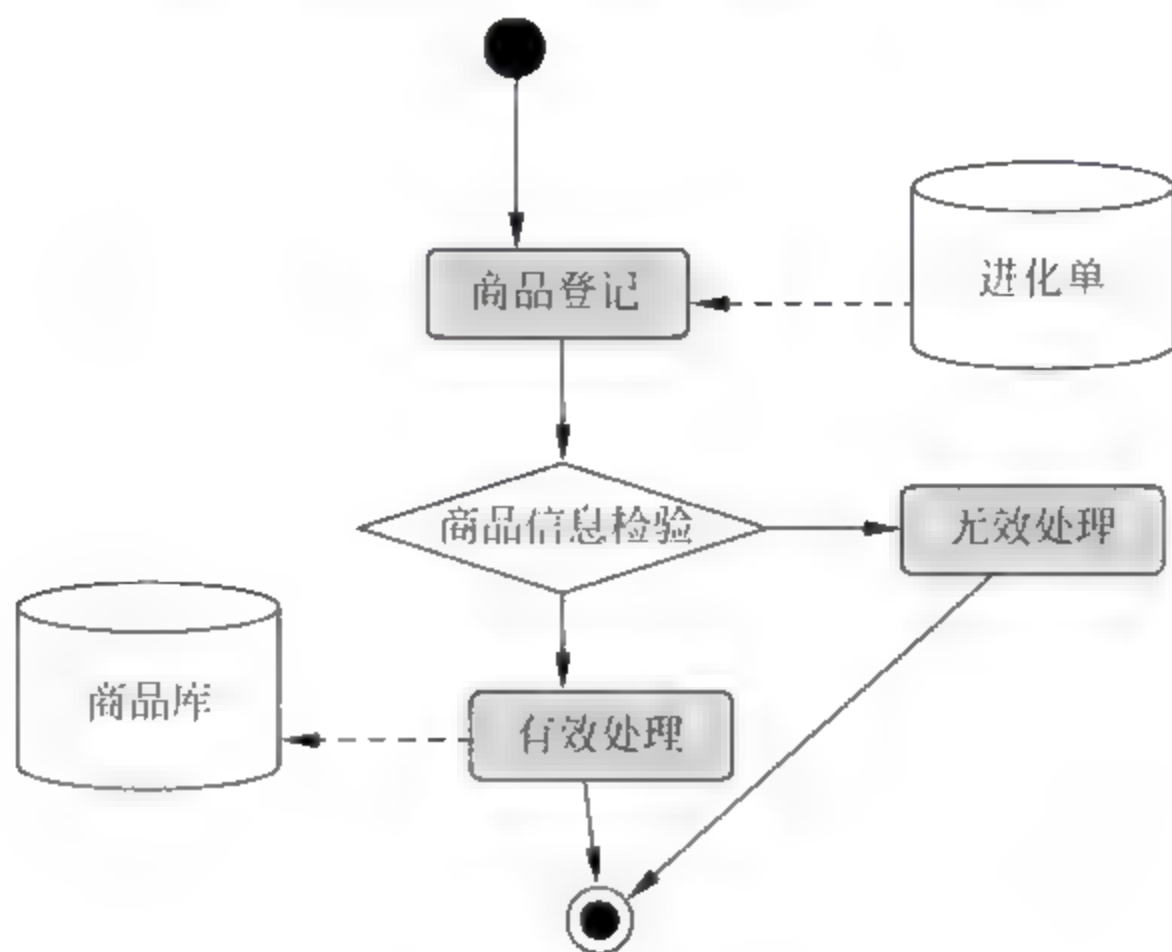 商品登记
进化单
商品信息检验
无效处理
商品库
有效处理